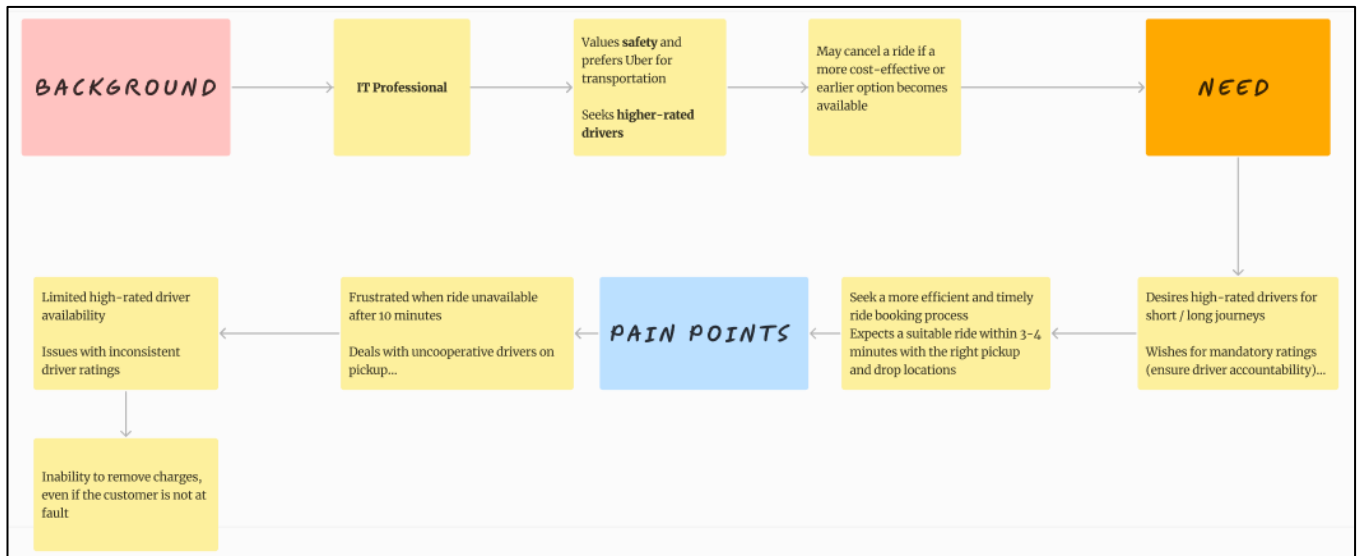 BACKGROUND
IT Professional
Values safety and
prefers Uber for
transportation
Seeks higher-rated
drivers
May cancel a ride if a
more cost-effective or
earlier option becomes
available
NEED
Desires high-rated drivers for
short / long journeys
Wishes for mandatory ratings
(ensure driver accountability)...
Seek a more efficient and timely
ride booking process
Expects a suitable ride within 3-4
minutes with the right pickup
and drop locations
PAIN POINTS
Frustrated when ride unavailable
after 10 minutes
Deals with uncooperative drivers on
pickup...
Limited high-rated driver
availability
Issues with inconsistent
driver ratings
Inability to remove charges,
even if the customer is not at
fault